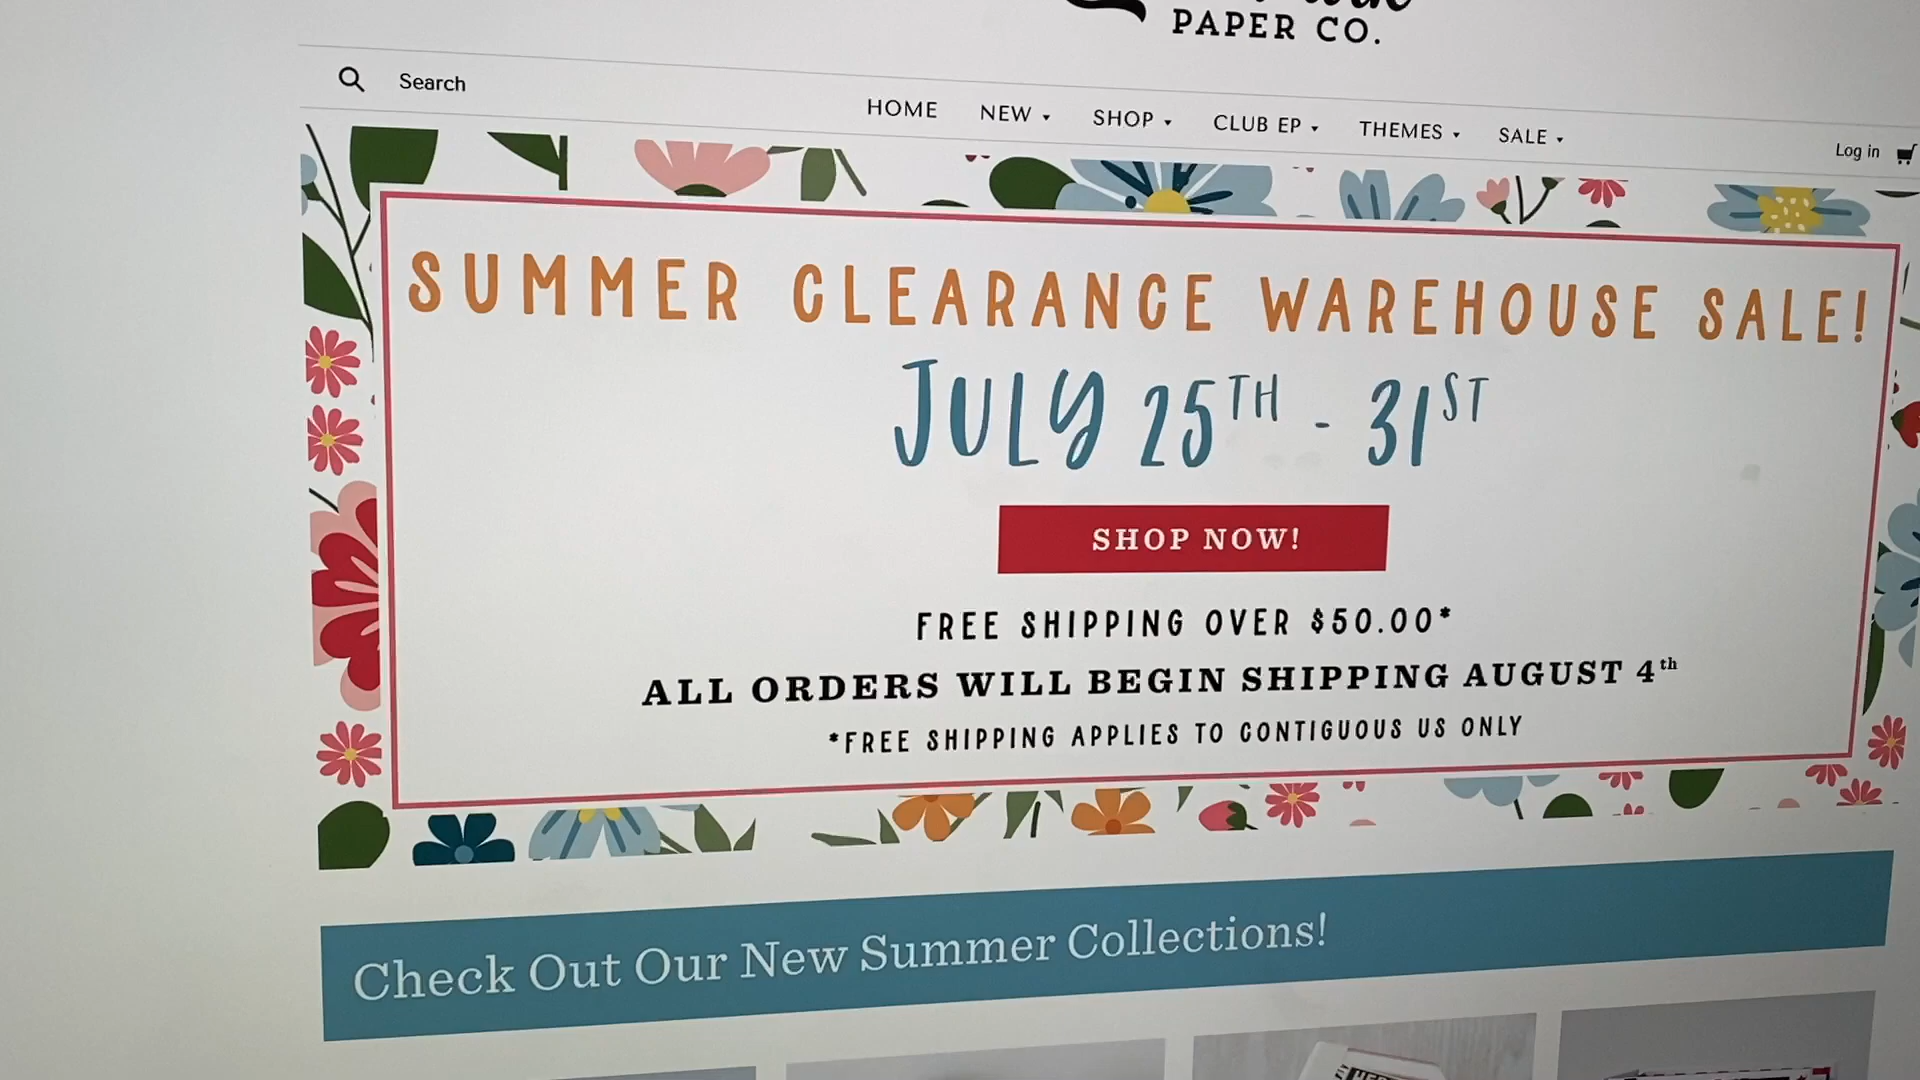 PAPER CO.
Search
HOME NEW SHOP CLUB EP THEMES SALE
Log in
SUMMER CLEARANCE WAREHOUSE SALE!
JULY 25TH - 31ST
SHOP NOW!
FREE SHIPPING OVER $50.00*
ALL ORDERS WILL BEGIN SHIPPING AUGUST 4th
*FREE SHIPPING APPLIES TO CONTIGUOUS US ONLY
Check Out Our New Summer Collections!